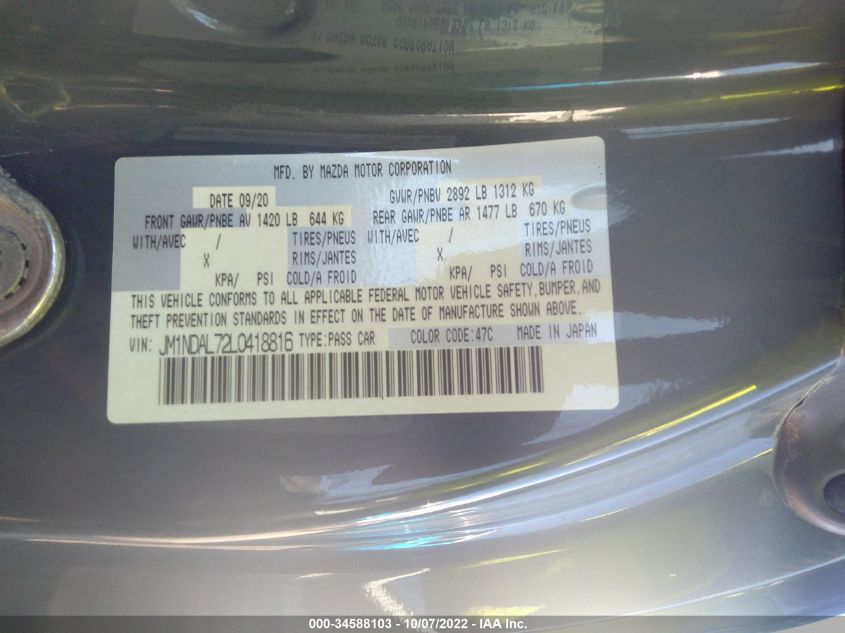 MFD. BY MAZDA MOTOR CORPORATION
DATE 09/20 GVWR/PNBV 2892 LB 1312 KG
FRONT GAWR/PNBE AV 1420 LB 644 KG REAR GAWR/PNBE AR 1477 LB 670 KG
WITH/AVEC / TIRES/PNEUS WITH/AVEC / TIRES/PNEUS
X RIMS/JANTES X RIMS/JANTES
KPA/ PSI COLD/A FROID KPA/ PSI COLD/A FROID
THIS VEHICLE CONFORMS TO ALL APPLICABLE FEDERAL MOTOR VEHICLE SAFETY, BUMPER, AND
THEFT PREVENTION STANDARDS IN EFFECT ON THE DATE OF MANUFACTURE SHOWN ABOVE.
VIN: JM1NDAL72L0418816 TYPE: PASS CAR COLOR CODE: 47C MADE IN JAPAN
000-34588103 - 10/07/2022 - IAA Inc.